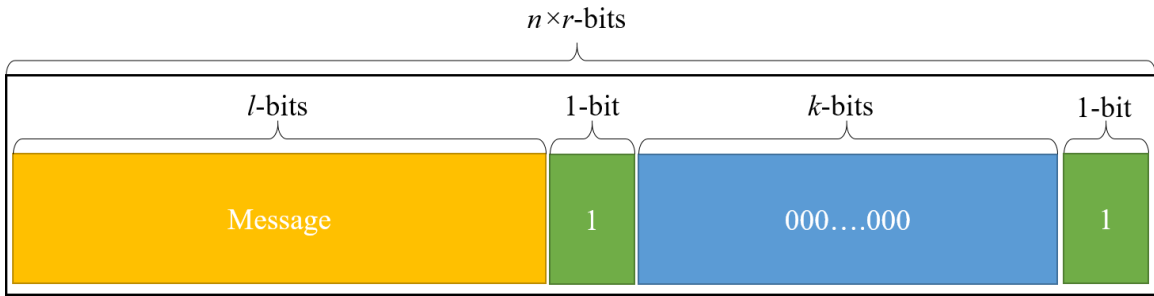 n×r-bits
l-bits 1-bit k-bits 1-bit
Message 1 000....000 1